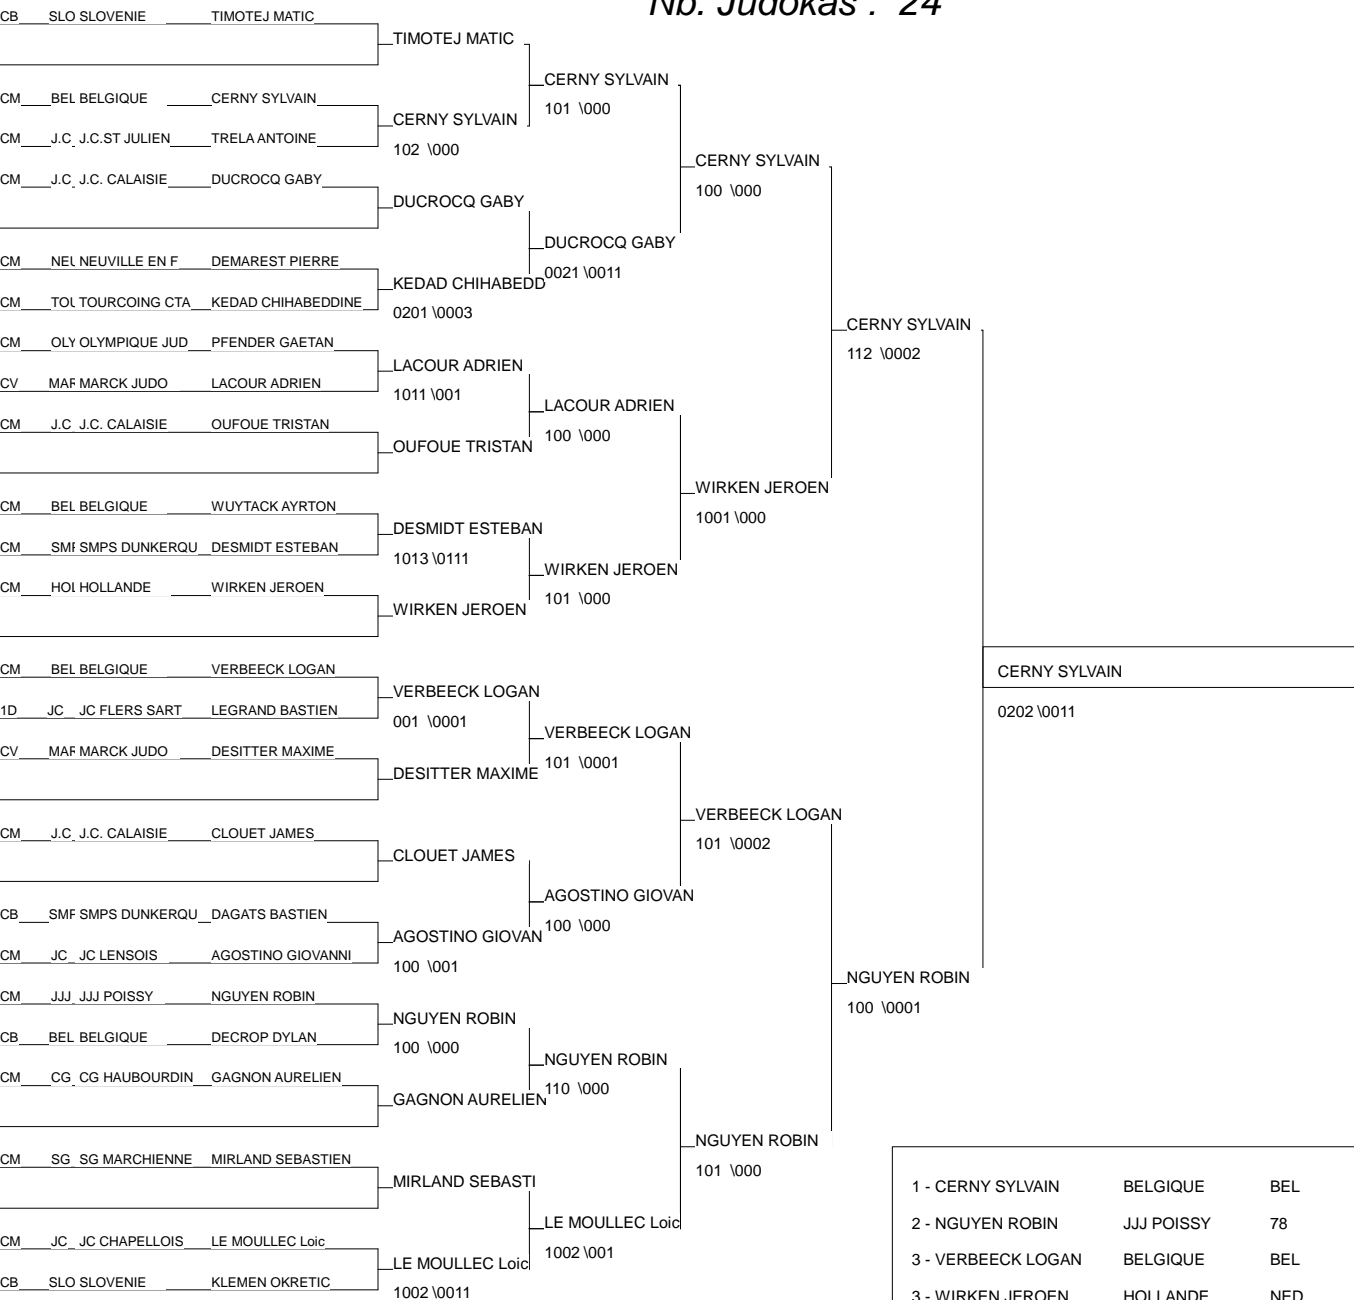 Nb. Judokas : 24
CB SLO SLOVENIE TIMOTEJ MATIC
TIMOTEJ MATIC
CERNY SYLVAIN
101 \000
CM BEL BELGIQUE CERNY SYLVAIN
CERNY SYLVAIN
102 \000
CM J.C J.C.ST JULIEN TRELA ANTOINE
CERNY SYLVAIN
100 \000
CM J.C J.C. CALAISIE DUCROCQ GABY
DUCROCQ GABY
DUCROCQ GABY
0021 \0011
CM NEU NEUVILLE EN F DEMAREST PIERRE
KEDAD CHIHABEDD
0201 \0003
CM TOU TOURCOING CTA KEDAD CHIHABEDDINE
CERNY SYLVAIN
112 \0002
CM OLY OLYMPIQUE JUD PFENDER GAETAN
LACOUR ADRIEN
1011 \001
CV MAR MARCK JUDO LACOUR ADRIEN
LACOUR ADRIEN
100 \000
CM J.C J.C. CALAISIE OUFOUE TRISTAN
OUFOUE TRISTAN
WIRKEN JEROEN
1001 \000
CM BEL BELGIQUE WUYTACK AYRTON
DESMIDT ESTEBAN
1013 \0111
CM SMP SMPS DUNKERQU DESMIDT ESTEBAN
WIRKEN JEROEN
101 \000
CM HOL HOLLANDE WIRKEN JEROEN
WIRKEN JEROEN
CERNY SYLVAIN
0202 \0011
CM BEL BELGIQUE VERBEECK LOGAN
VERBEECK LOGAN
001 \0001
1D JC JC FLERS SART LEGRAND BASTIEN
VERBEECK LOGAN
101 \0001
CV MAR MARCK JUDO DESITTER MAXIME
DESITTER MAXIME
VERBEECK LOGAN
101 \0002
CM J.C J.C. CALAISIE CLOUET JAMES
CLOUET JAMES
AGOSTINO GIOVAN
100 \000
CB SMP SMPS DUNKERQU DAGATS BASTIEN
AGOSTINO GIOVAN
100 \001
CM JC JC LENSOIS AGOSTINO GIOVANNI
NGUYEN ROBIN
100 \0001
CM JJJ JJJ POISSY NGUYEN ROBIN
NGUYEN ROBIN
100 \000
CB BEL BELGIQUE DECROP DYLAN
NGUYEN ROBIN
110 \000
CM CG CG HAUBOURDIN GAGNON AURELIEN
GAGNON AURELIEN
NGUYEN ROBIN
101 \000
CM SG SG MARCHIENNE MIRLAND SEBASTIEN
MIRLAND SEBASTI
LE MOULLEC Loic
1002 \001
CM JC JC CHAPELLOIS LE MOULLEC Loic
LE MOULLEC Loic
1002 \0011
CB SLO SLOVENIE KLEMEN OKRETIC
1 - CERNY SYLVAIN BELGIQUE BEL
2 - NGUYEN ROBIN JJJ POISSY 78
3 - VERBEECK LOGAN BELGIQUE BEL
3 - WIRKEN JEROEN HOLLANDE NED